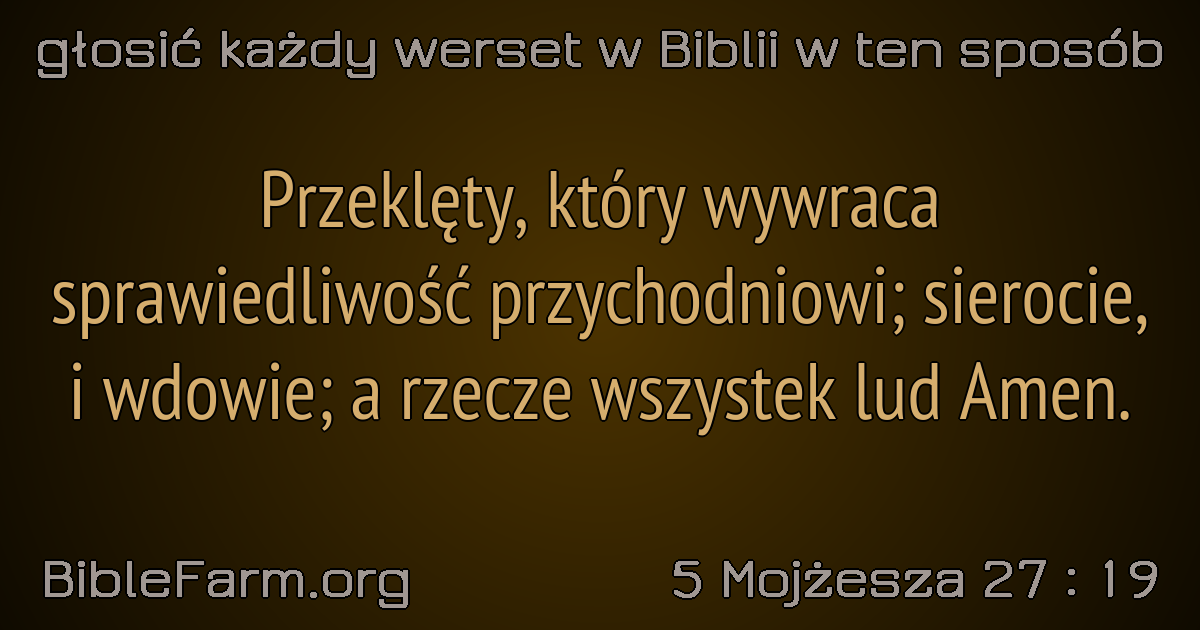 głosić każdy werset w Biblii w ten sposób
Przeklęty, który wywraca
sprawiedliwość przychodniowi; sierocie,
i wdowie; a rzecze wszystek lud Amen.
BibleFarm.org
5 Mojżesza 27 : 19